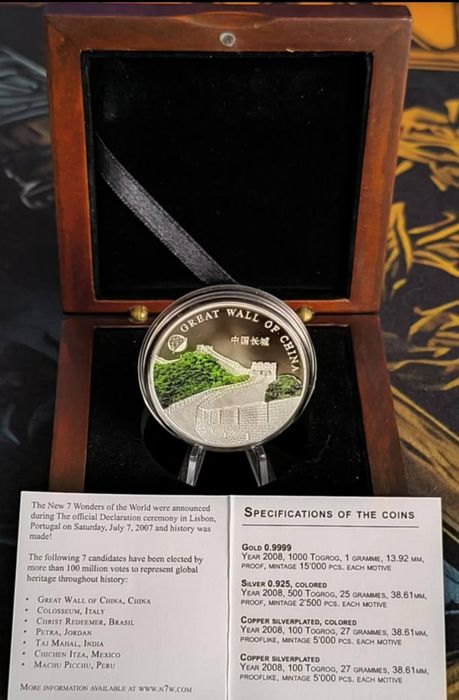 GREAT WALL OF CHINA
中国长城
The New 7 Wonders of the World were announced
during The official Declaration ceremony in Lisbon,
Portugal on Saturday, July 7, 2007 and history was
made!
The following 7 candidates have been elected by
more than 100 million votes to represent global
heritage throughout history:
• GREAT WALL OF CHINA, CHINA
• COLOSSEUM, ITALY
• CHRIST REDEEMER, BRASIL
• PETRA, JORDAN
• TAJ MAHAL, INDIA
• CHICHEN ITZA, MEXICO
• MACHU PICCHU, PERU
MORE INFORMATION AVAILABLE AT WWW.N7W.COM
SPECIFICATIONS OF THE COINS
GOLD 0.9999
YEAR 2008, 1000 TOGROG, 1 GRAMME, 13.92 MM,
PROOF, MINTAGE 15'000 PCS. EACH MOTIVE
SILVER 0.925, COLORED
YEAR 2008, 500 TOGROG, 25 GRAMMES, 38.61MM,
PROOF, MINTAGE 2'500 PCS. EACH MOTIVE
COPPER SILVERPLATED, COLORED
YEAR 2008, 100 TOGROG, 27 GRAMMES, 38.61MM,
PROOFLIKE, MINTAGE 5'000 PCS. EACH MOTIVE
COPPER SILVERPLATED
YEAR 2008, 100 TOGROG, 27 GRAMMES, 38.61MM,
PROOFLIKE, MINTAGE 5'000 PCS. EACH MOTIVE